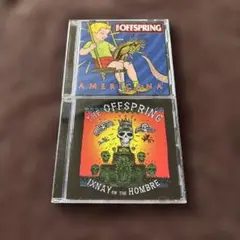 THE OFFSPRING
AMERICANA
THE OFFSPRING
IXNAY ON THE HOMBRE